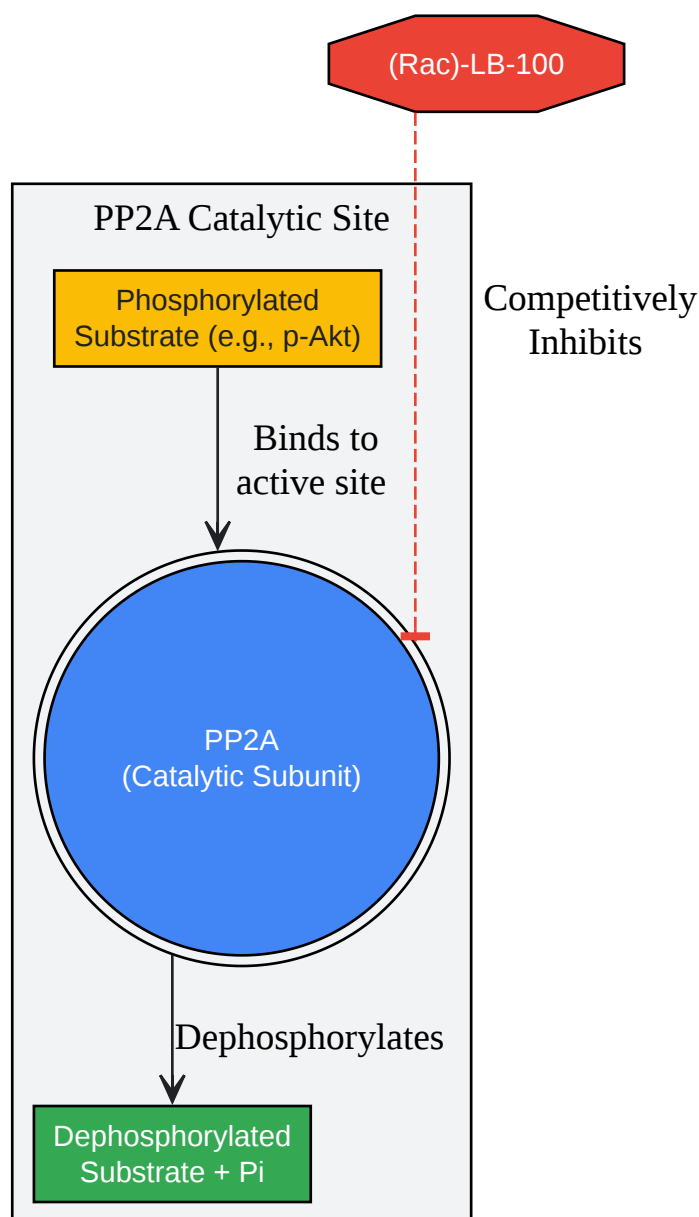 (Rac)-LB-100
PP2A Catalytic Site
Phosphorylated
Substrate (e.g., p-Akt)
Competitively
Inhibits
Binds to
active site
PP2A
(Catalytic Subunit)
Dephosphorylates
Dephosphorylated
Substrate + Pi